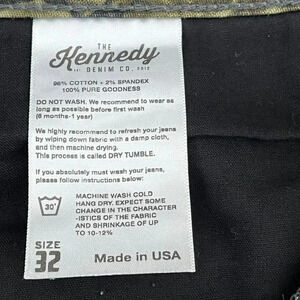 THE
Kennedy
EST. DENIM CO. 2012
98% COTTON + 2% SPANDEX
100% PURE GOODNESS
DO NOT WASH. We recommend to wear as
long as possible before first wash
(6 months-1 year)
We highly recommend to refresh your jeans
by wiping down fabric with a damp cloth,
and then machine drying.
This process is called DRY TUMBLE.
If you absolutely must wash your jeans,
please follow instructions below:
30°
MACHINE WASH COLD
HANG DRY. EXPECT SOME
CHANGE IN THE CHARACTER
-ISTICS OF THE FABRIC
AND SHRINKAGE OF UP
TO 10-12%
SIZE
32
Made in USA